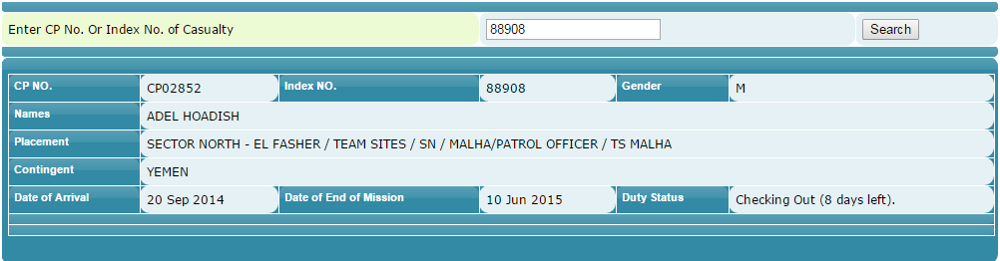 Enter CP No. Or Index No. of Casualty 88908 Search
CP NO. CP02852 Index NO. 88908 Gender M
Names ADEL HOADISH
Placement SECTOR NORTH - EL FASHER / TEAM SITES / SN / MALHA/PATROL OFFICER / TS MALHA
Contingent YEMEN
Date of Arrival 20 Sep 2014 Date of End of Mission 10 Jun 2015 Duty Status Checking Out (8 days left).